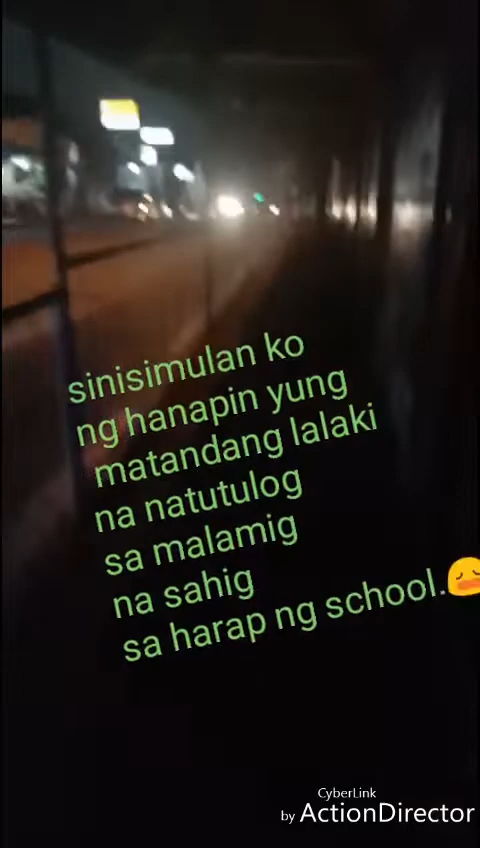 sinisimulan ko
ng hanapin yung
matandang lalaki
na natutulog
sa malamig
na sahig
sa harap ng school.😩
CyberLink
by ActionDirector